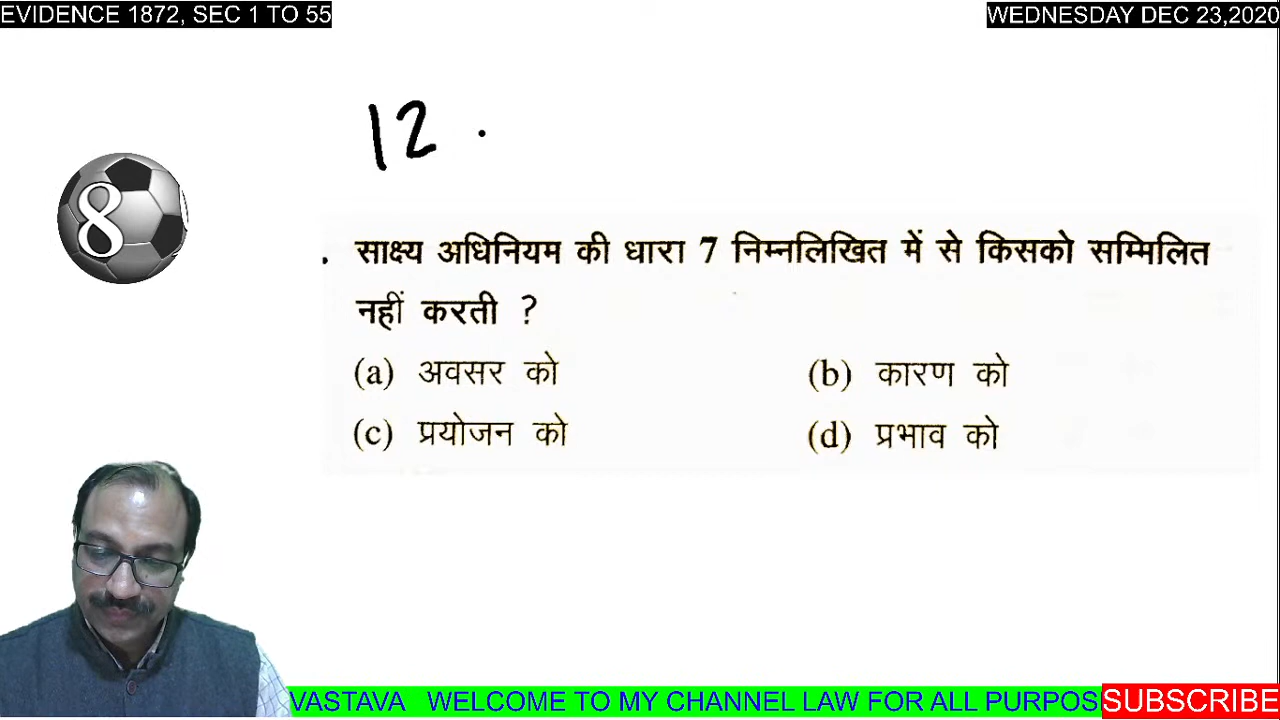 EVIDENCE 1872, SEC 1 TO 55
WEDNESDAY DEC 23,2020
12 .
8
. साक्ष्य अधिनियम की धारा 7 निम्नलिखित में से किसको सम्मिलित
नहीं करती ?
(a) अवसर को (b) कारण को
(c) प्रयोजन को (d) प्रभाव को
VASTAVA WELCOME TO MY CHANNEL LAW FOR ALL PURPOS
SUBSCRIBE